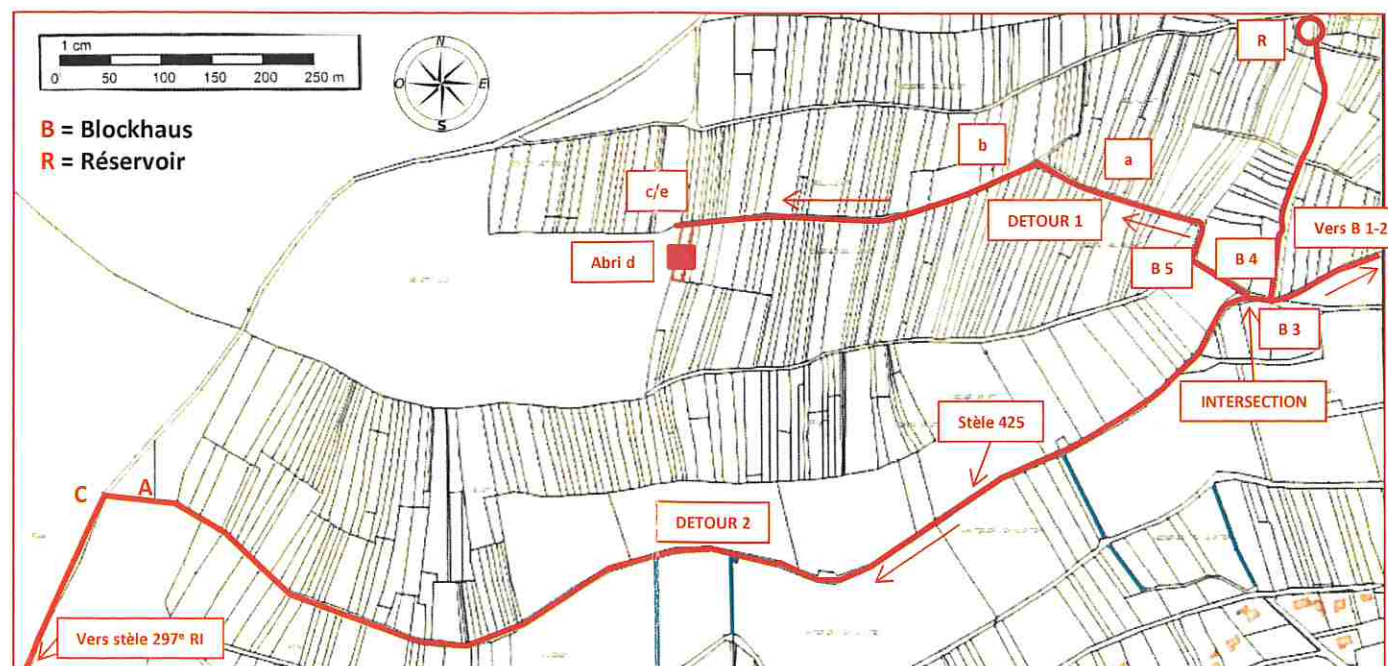 1 cm
0 50 100 150 200 250 m
N
O E
S
B = Blockhaus
R = Réservoir
R
b
a
c/e
DETOUR 1
Vers B 1-2
Abri d
B 5
B 4
B 3
INTERSECTION
Stèle 425
C
A
DETOUR 2
Vers stèle 297e RI